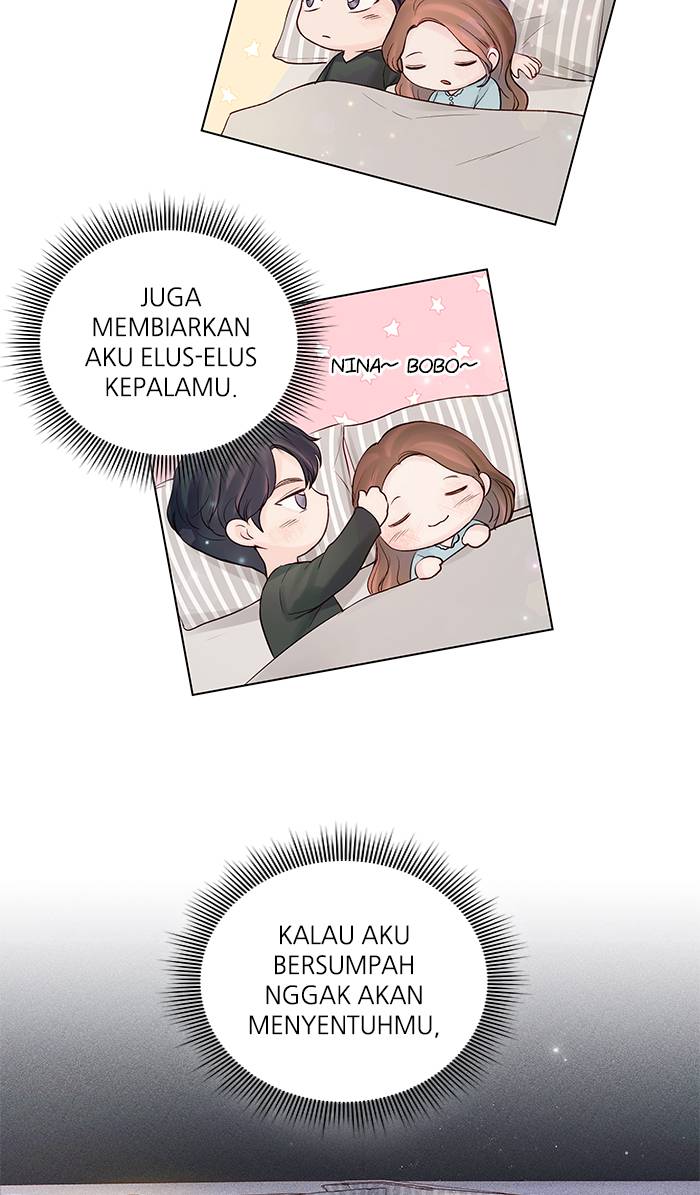 JUGA
MEMBIARKAN
AKU ELUS-ELUS
KEPALAMU.
NINA~ BOBO~
KALAU AKU
BERSUMPAH
NGGAK AKAN
MENYENTUHMU,